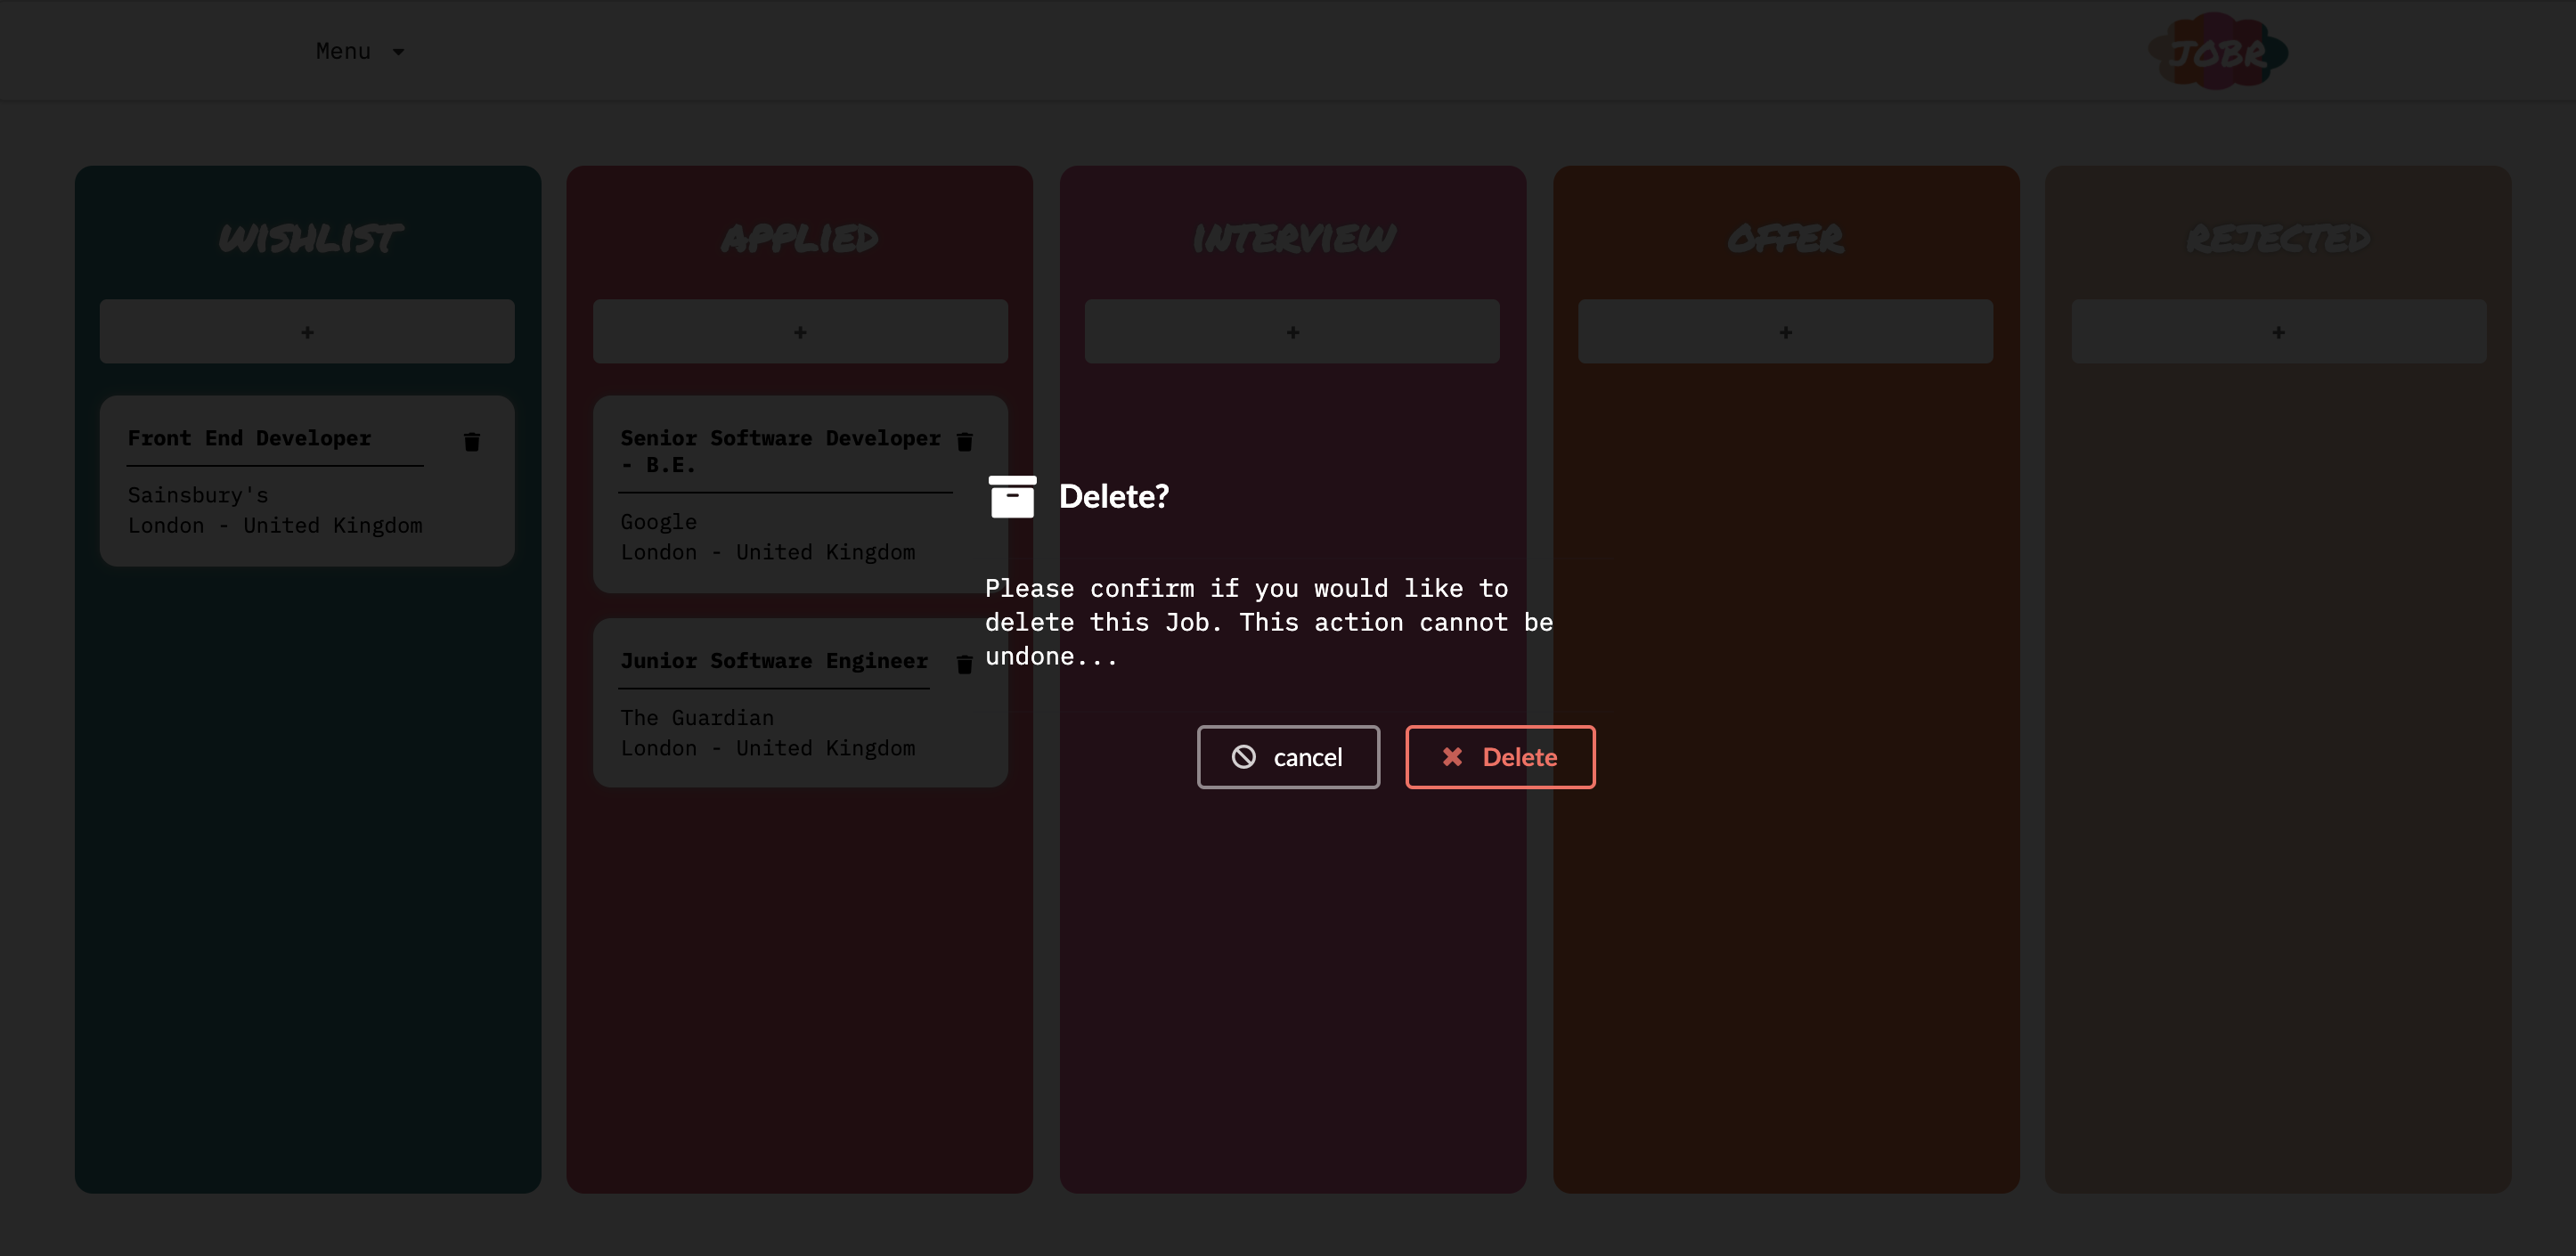 Menu
JOBR
WISHLIST
+
Front End Developer
Sainsbury's
London - United Kingdom
APPLIED
+
Senior Software Developer
- B.E.
Google
London - United Kingdom
Junior Software Engineer
The Guardian
London - United Kingdom
INTERVIEW
+
OFFER
+
REJECTED
+
Delete?
Please confirm if you would like to
delete this Job. This action cannot be
undone...
cancel
Delete